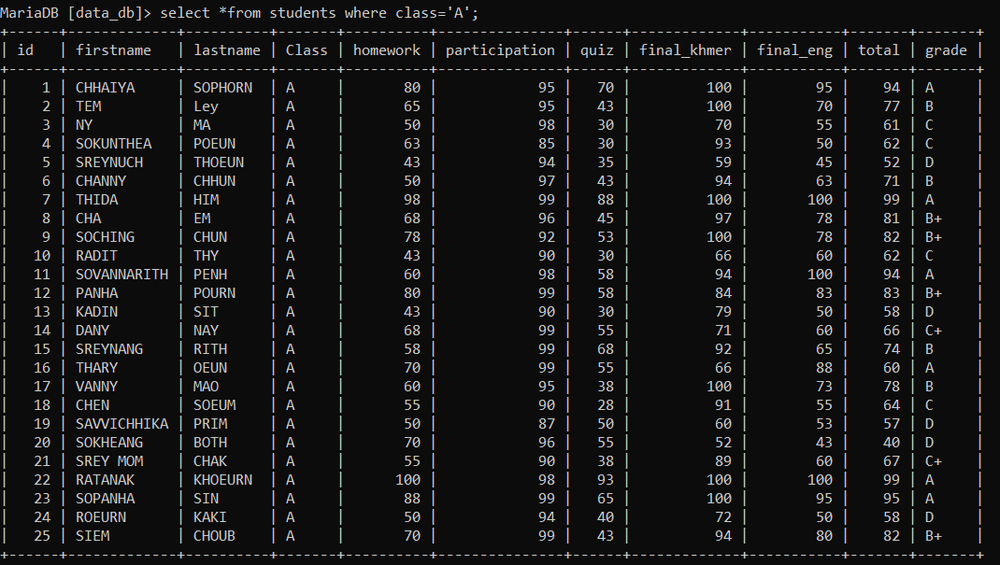 MariaDB [data_db]> select *from students where class='A';
+------+-------------+----------+-------+----------+---------------+------+-------------+-----------+-------+-------+
| id   | firstname   | lastname | Class | homework | participation | quiz | final_khmer | final_eng | total | grade |
+------+-------------+----------+-------+----------+---------------+------+-------------+-----------+-------+-------+
|    1 | CHHAIYA     | SOPHORN  | A     |       80 |            95 |   70 |         100 |        95 |    94 | A     |
|    2 | TEM         | Ley      | A     |       65 |            95 |   43 |         100 |        70 |    77 | B     |
|    3 | NY          | MA       | A     |       50 |            98 |   30 |          70 |        55 |    61 | C     |
|    4 | SOKUNTHEA   | POEUN    | A     |       63 |            85 |   30 |          93 |        50 |    62 | C     |
|    5 | SREYNUCH    | THOEUN   | A     |       43 |            94 |   35 |          59 |        45 |    52 | D     |
|    6 | CHANNY      | CHHUN    | A     |       50 |            97 |   43 |          94 |        63 |    71 | B     |
|    7 | THIDA       | HIM      | A     |       98 |            99 |   88 |         100 |       100 |    99 | A     |
|    8 | CHA         | EM       | A     |       68 |            96 |   45 |          97 |        78 |    81 | B+    |
|    9 | SOCHING     | CHUN     | A     |       78 |            92 |   53 |         100 |        78 |    82 | B+    |
|   10 | RADIT       | THY      | A     |       43 |            90 |   30 |          66 |        60 |    62 | C     |
|   11 | SOVANNARITH | PENH     | A     |       60 |            98 |   58 |          94 |       100 |    94 | A     |
|   12 | PANHA       | POURN    | A     |       80 |            99 |   58 |          84 |        83 |    83 | B+    |
|   13 | KADIN       | SIT      | A     |       43 |            90 |   30 |          79 |        50 |    58 | D     |
|   14 | DANY        | NAY      | A     |       68 |            99 |   55 |          71 |        60 |    66 | C+    |
|   15 | SREYNANG    | RITH     | A     |       58 |            99 |   68 |          92 |        65 |    74 | B     |
|   16 | THARY       | OEUN     | A     |       70 |            99 |   55 |          66 |        88 |    60 | A     |
|   17 | VANNY       | MAO      | A     |       60 |            95 |   38 |         100 |        73 |    78 | B     |
|   18 | CHEN        | SOEUM    | A     |       55 |            90 |   28 |          91 |        55 |    64 | C     |
|   19 | SAVVICHHIKA | PRIM     | A     |       50 |            87 |   50 |          60 |        53 |    57 | D     |
|   20 | SOKHEANG    | BOTH     | A     |       70 |            96 |   55 |          52 |        43 |    40 | D     |
|   21 | SREY MOM    | CHAK     | A     |       55 |            90 |   38 |          89 |        60 |    67 | C+    |
|   22 | RATANAK     | KHOEURN  | A     |      100 |            98 |   93 |         100 |       100 |    99 | A     |
|   23 | SOPANHA     | SIN      | A     |       88 |            99 |   65 |         100 |        95 |    95 | A     |
|   24 | ROEURN      | KAKI     | A     |       50 |            94 |   40 |          72 |        50 |    58 | D     |
|   25 | SIEM        | CHOUB    | A     |       70 |            99 |   43 |          94 |        80 |    82 | B+    |
+------+-------------+----------+-------+----------+---------------+------+-------------+-----------+-------+-------+